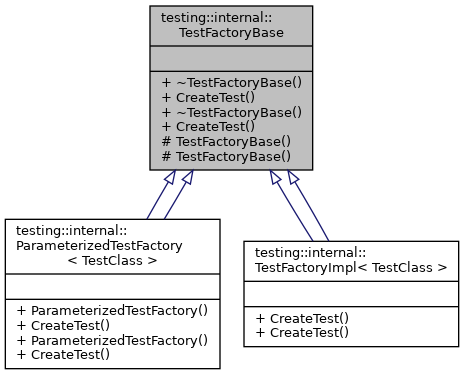 testing::internal::
TestFactoryBase
+ ~TestFactoryBase()
+ CreateTest()
+ ~TestFactoryBase()
+ CreateTest()
# TestFactoryBase()
# TestFactoryBase()
testing::internal::
ParameterizedTestFactory
< TestClass >
+ ParameterizedTestFactory()
+ CreateTest()
+ ParameterizedTestFactory()
+ CreateTest()
testing::internal::
TestFactoryImpl< TestClass >
+ CreateTest()
+ CreateTest()